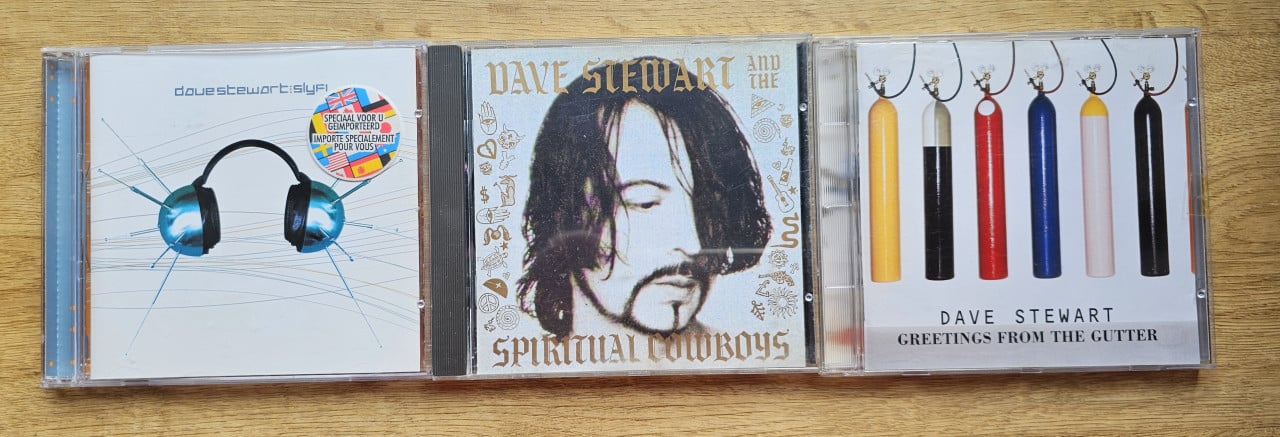 davestewart:slyFi
SPECIAAL VOOR U
GEIMPORTEERD
IMPORTE SPECIALEMENT
POUR VOUS
DAVE STEWART AND
THE
SPIRITUAL COWBOYS
DAVE STEWART
GREETINGS FROM THE GUTTER